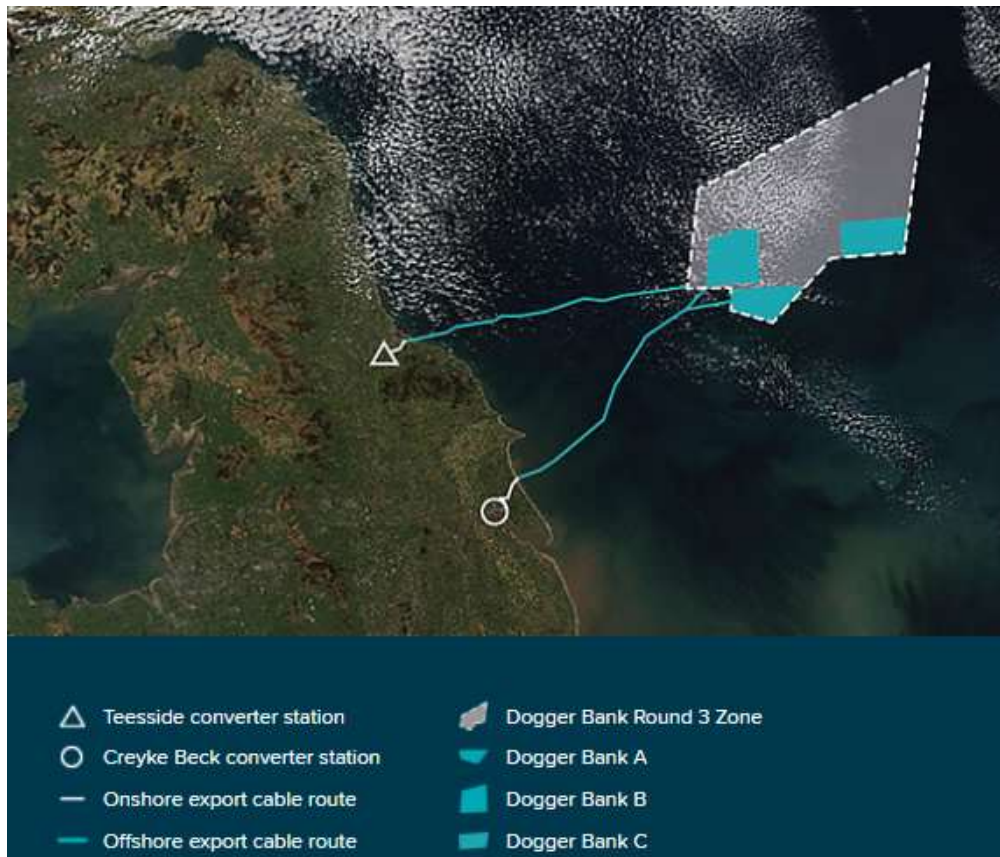 Teesside converter station
Creyke Beck converter station
Onshore export cable route
Offshore export cable route
Dogger Bank Round 3 Zone
Dogger Bank A
Dogger Bank B
Dogger Bank C